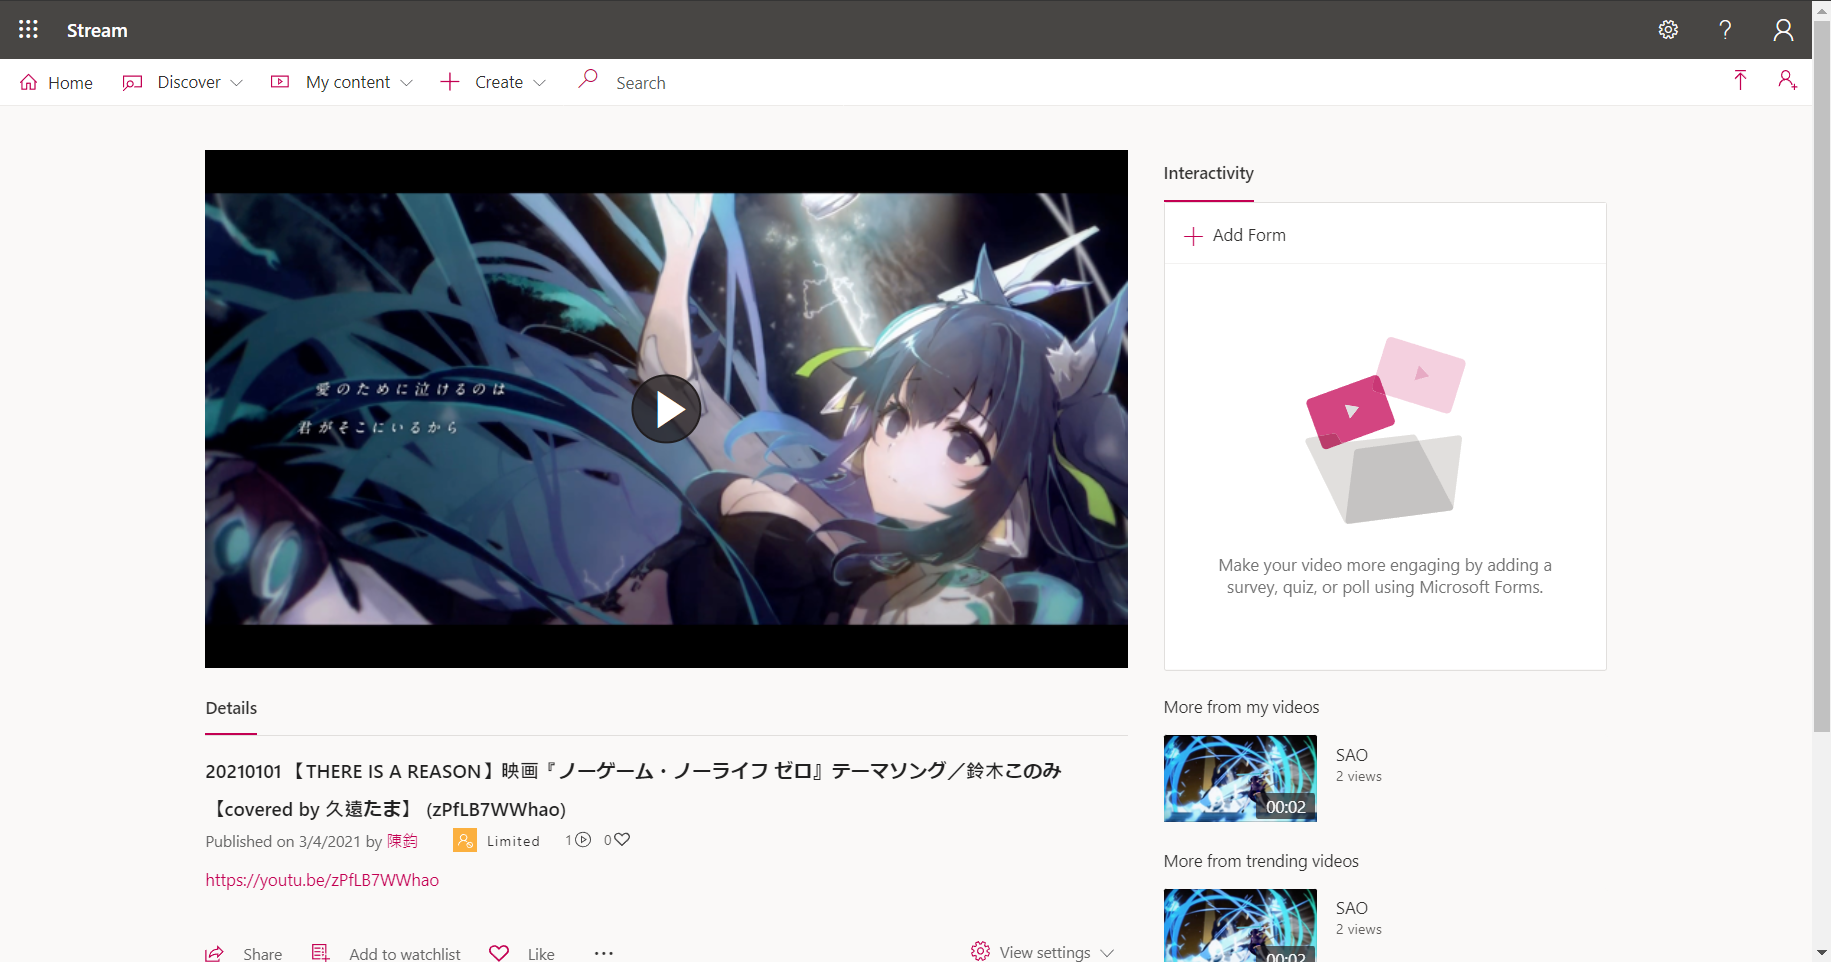 Stream
Home Discover My content Create Search
愛のために泣けるのは
君がそこにいるから
Interactivity
Add Form
Make your video more engaging by adding a
survey, quiz, or poll using Microsoft Forms.
Details
20210101【THERE IS A REASON】映画『ノーゲーム・ノーライフ ゼロ』テーマソング／鈴木このみ
【covered by 久遠たま】 (zPfLB7WWhao)
Published on 3/4/2021 by 陳鈞 Limited 1 0
https://youtu.be/zPfLB7WWhao
Share Add to watchlist Like ··· View settings
More from my videos
SAO
2 views
00:02
More from trending videos
SAO
2 views
00:02